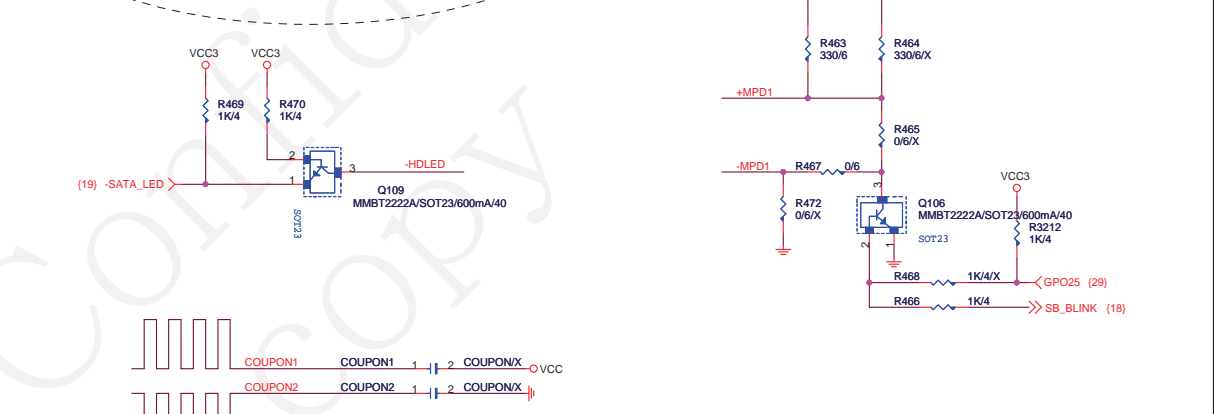 Confid
copy
VCC3
VCC3
R469
1K/4
R470
1K/4
2
1
3
-HDLED
{19} -SATA_LED
Q109
MMBT2222A/SOT23/600mA/40
SOT23
R463
330/6
R464
330/6/X
+MPD1
R465
0/6/X
-MPD1
R467 0/6
R472
0/6/X
3
VCC3
Q106
MMBT2222A/SOT23/600mA/40
R3212
1K/4
SOT23
2
1
R468 1K/4/X
GPO25 {29}
R466 1K/4
SB_BLINK {18}
COUPON1 COUPON1 1 2 COUPON/X VCC
COUPON2 COUPON2 1 2 COUPON/X